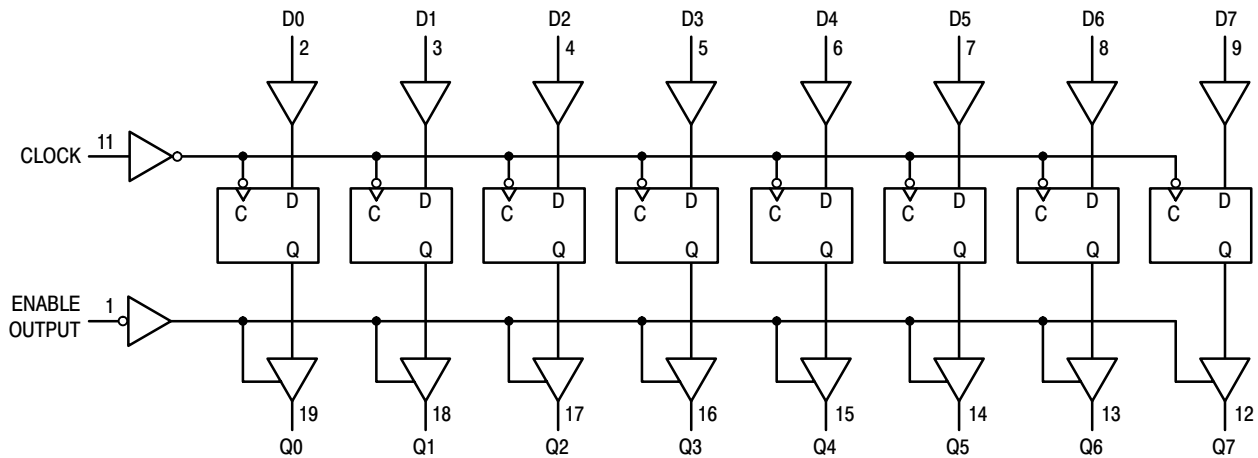 D0 D1 D2 D3 D4 D5 D6 D7
2 3 4 5 6 7 8 9
CLOCK 11
C D C D C D C D C D C D C D C D
Q Q Q Q Q Q Q Q
ENABLE OUTPUT 1
19 18 17 16 15 14 13 12
Q0 Q1 Q2 Q3 Q4 Q5 Q6 Q7